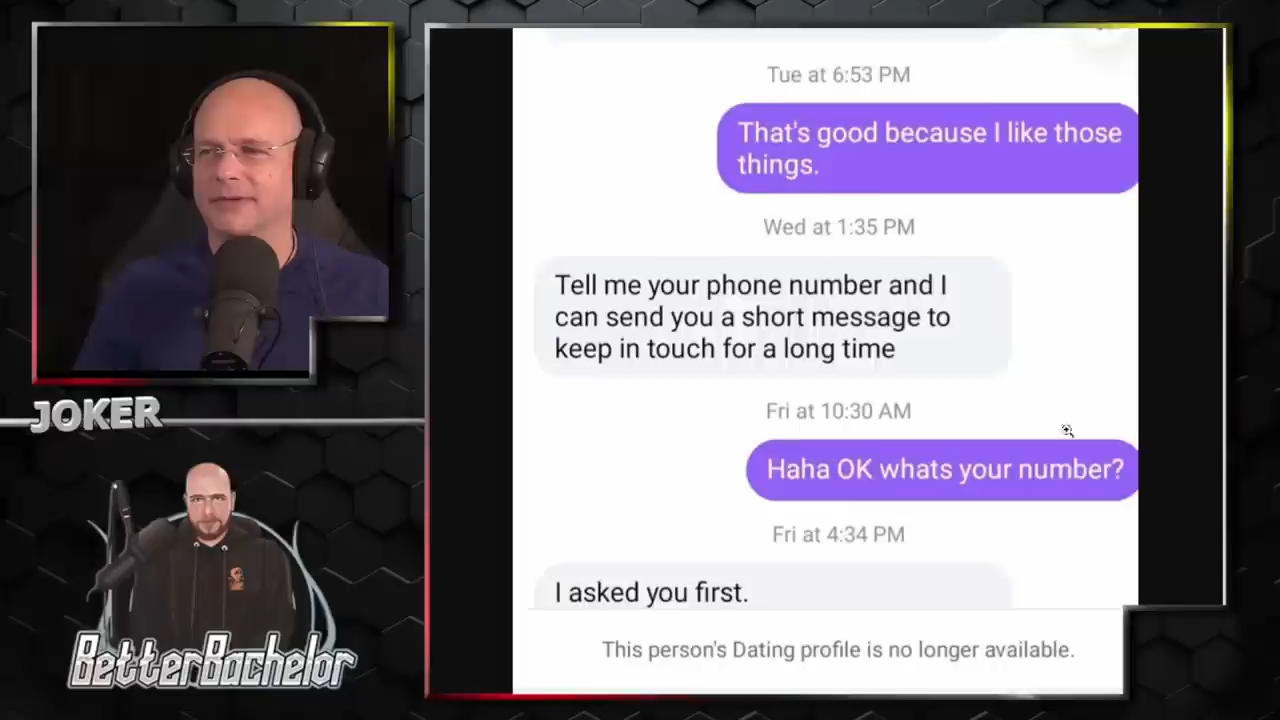 Tue at 6:53 PM
That's good because I like those
things.
Wed at 1:35 PM
Tell me your phone number and I
can send you a short message to
keep in touch for a long time
Fri at 10:30 AM
Haha OK whats your number?
Fri at 4:34 PM
I asked you first.
This person's Dating profile is no longer available.
JOKER
BetterBachelor